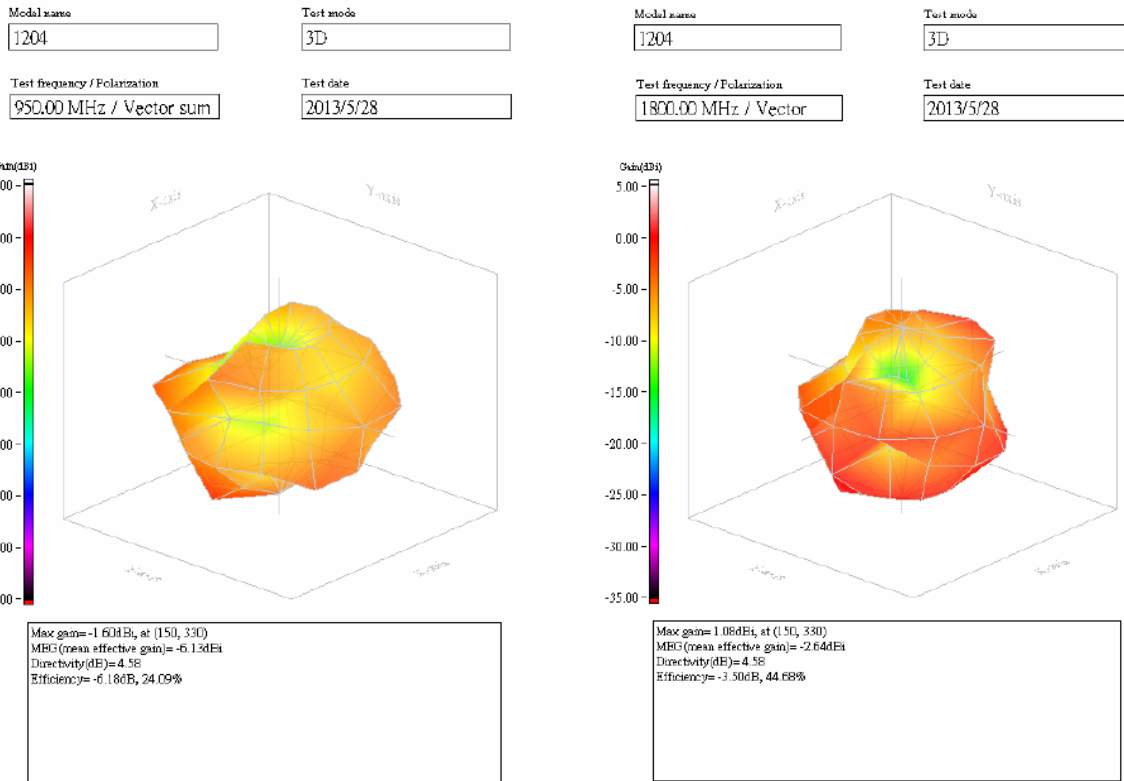 Model name
1204
Test mode
3D
Test frequency / Polarization
950.00 MHz / Vector sum
Test date
2013/5/28
X-axis
Y-axis
Max gain= -1.60dBi, at (150, 330)
MEG(mean effective gain)= -6.13dBi
Directivity(dB)= 4.58
Efficiency= -6.18dB, 24.09%
Model name
1204
Test mode
3D
Test frequency / Polarization
1800.00 MHz / Vector
Test date
2013/5/28
Gain(dBi)
5.00
0.00
-5.00
-10.00
-15.00
-20.00
-25.00
-30.00
-35.00
X-axis
Y-axis
Max gain= 1.08dBi, at (150, 330)
MEG(mean effective gain)= -2.64dBi
Directivity(dB)= 4.58
Efficiency= -3.50dB, 44.68%